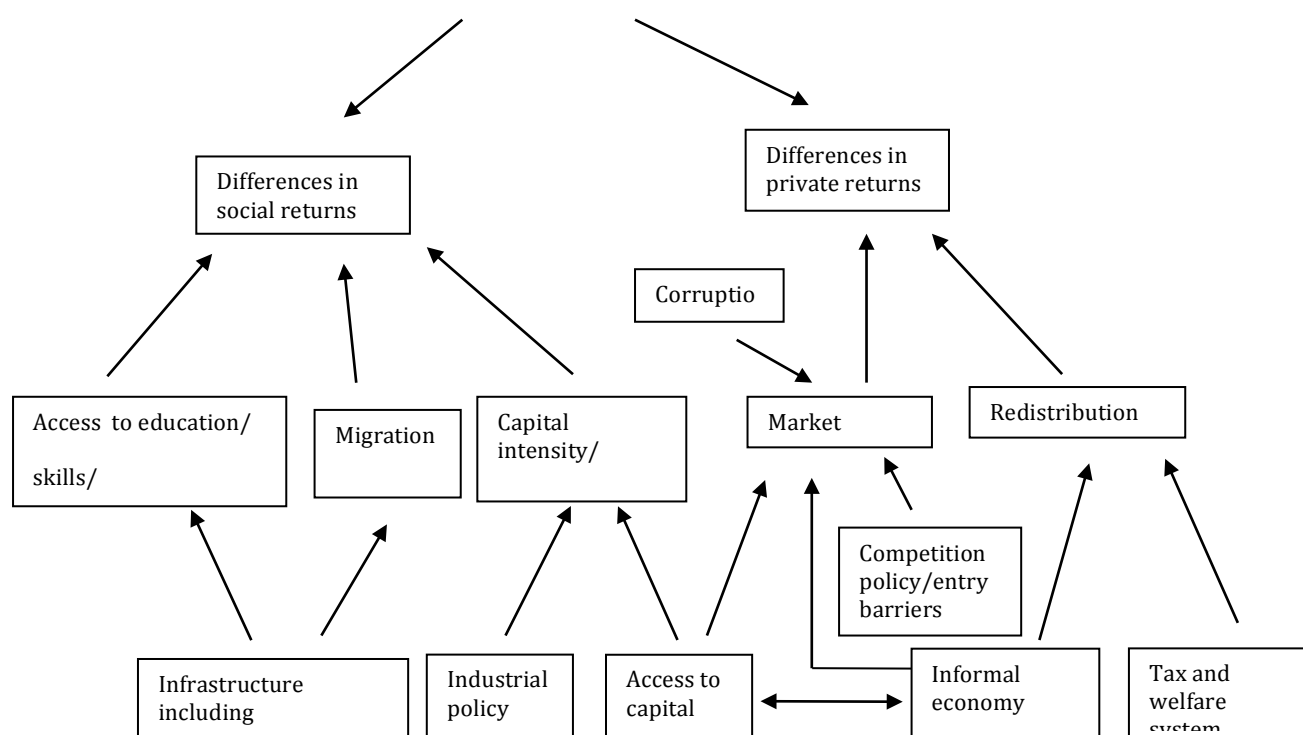 Differences in
social returns
Differences in
private returns
Corruptio
Access to education/
skills/
Migration
Capital
intensity/
Market
Redistribution
Competition
policy/entry
barriers
Infrastructure
including
Industrial
policy
Access to
capital
Informal
economy
Tax and
welfare
system